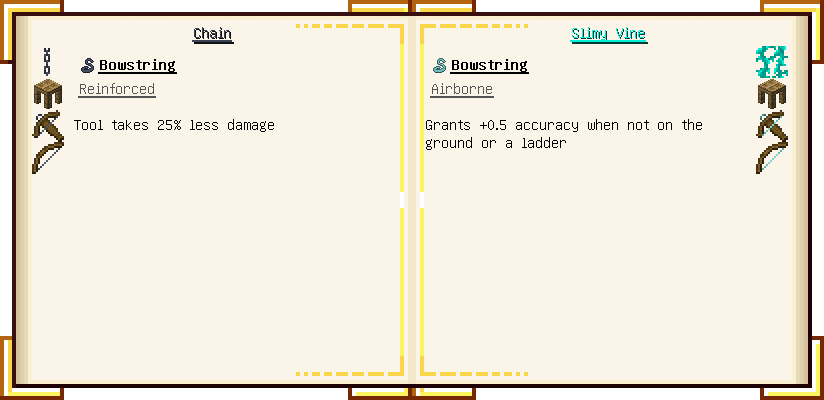 Chain
Bowstring
Reinforced
Tool takes 25% less damage
Slimy Vine
Bowstring
Airborne
Grants +0.5 accuracy when not on the
ground or a ladder